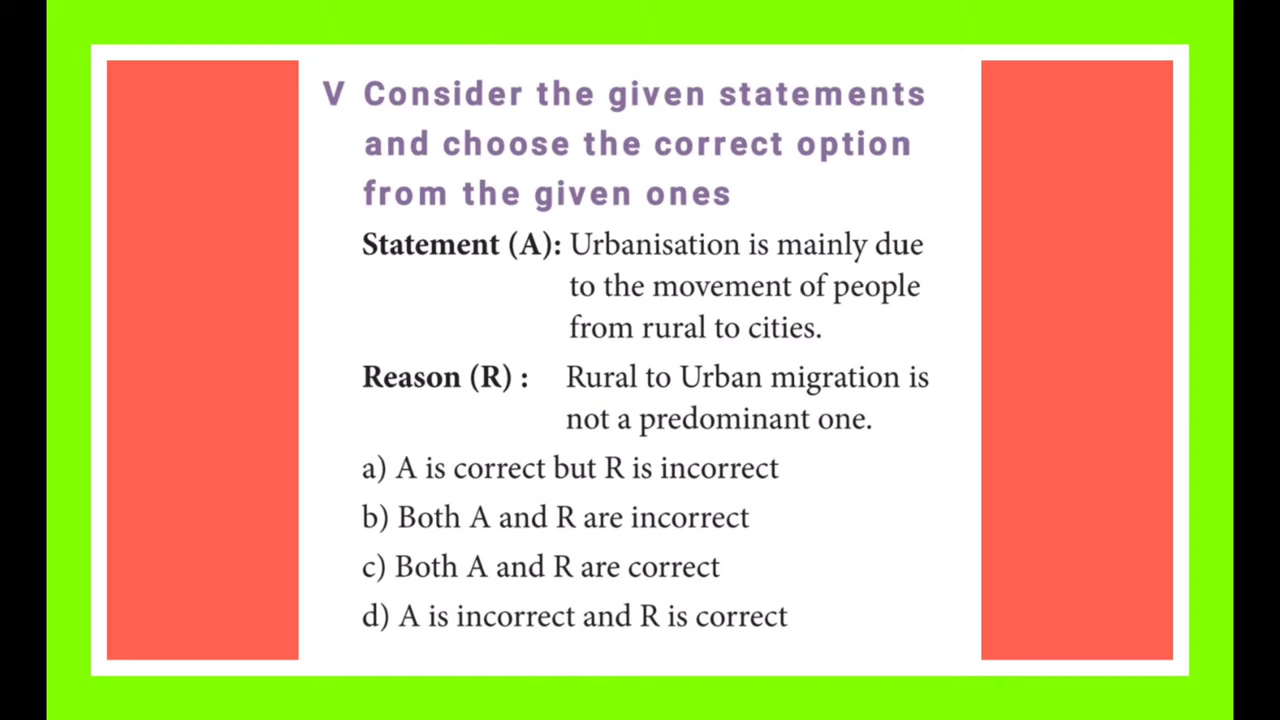 V Consider the given statements
and choose the correct option
from the given ones
Statement (A): Urbanisation is mainly due
to the movement of people
from rural to cities.
Reason (R) : Rural to Urban migration is
not a predominant one.
a) A is correct but R is incorrect
b) Both A and R are incorrect
c) Both A and R are correct
d) A is incorrect and R is correct